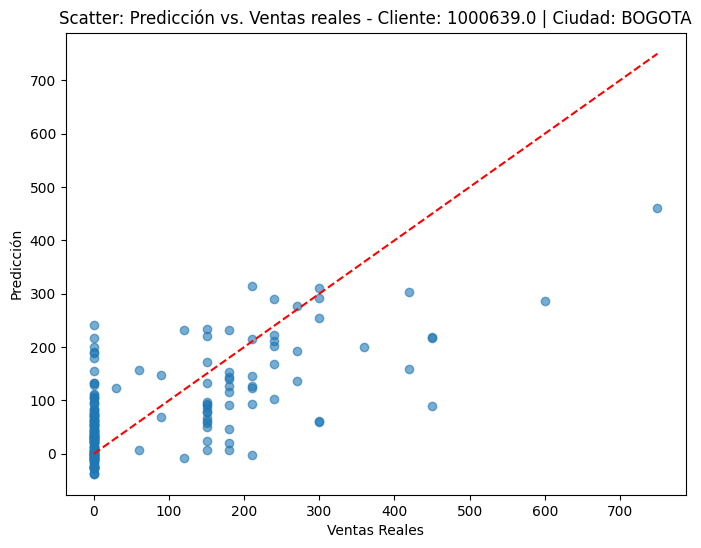 Scatter: Predicción vs. Ventas reales - Cliente: 1000639.0 | Ciudad: BOGOTA
700
600
500
400
300
200
100
0
Predicción
0 100 200 300 400 500 600 700
Ventas Reales